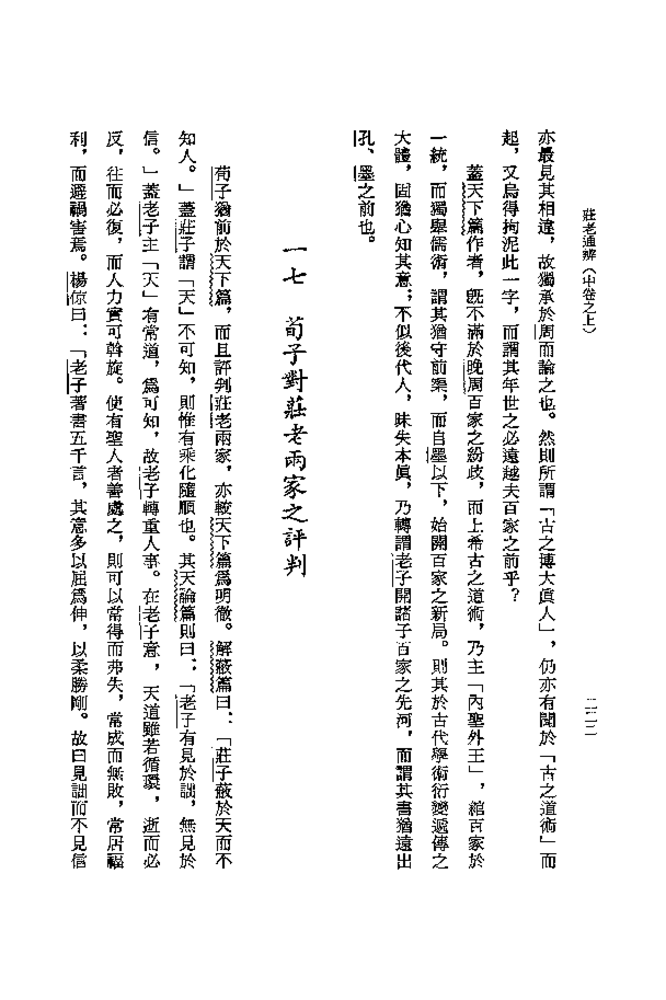 莊老通辨（中卷之上）
二二二
亦最見其相違，故獨承於周而論之也。然則所謂「古之博大眞人」，仍亦有聞於「古之道術」而
起，又烏得拘泥此一字，而謂其年世之必遠越夫百家之前乎？
蓋天下篇作者，旣不滿於晚周百家之紛歧，而上希古之道術，乃主「內聖外王」，綰百家於
一統，而獨舉儒術，謂其猶守前榘，而自墨以下，始開百家之新局。則其於古代學術衍變遞傳之
大體，固猶心知其意；不似後代人，昧失本眞，乃轉謂老子開諸子百家之先河，而謂其書猶遠出
孔、墨之前也。
一七　荀子對莊老兩家之評判
荀子猶前於天下篇，而且評判莊老兩家，亦較天下篇爲明徹。解蔽篇曰：「莊子蔽於天而不
知人。」蓋莊子謂「天」不可知，則惟有乘化隨順也。其天論篇則曰：「老子有見於詘，無見於
信。」蓋老子主「天」有常道，爲可知，故老子轉重人事。在老子意，天道雖若循環，逝而必
反，往而必復，而人力實可斡旋。使有聖人者善處之，則可以常得而弗失，常成而無敗，常居福
利，而避禍害焉。楊倞曰：「老子著書五千言，其意多以屈爲伸，以柔勝剛。故曰見詘而不見信